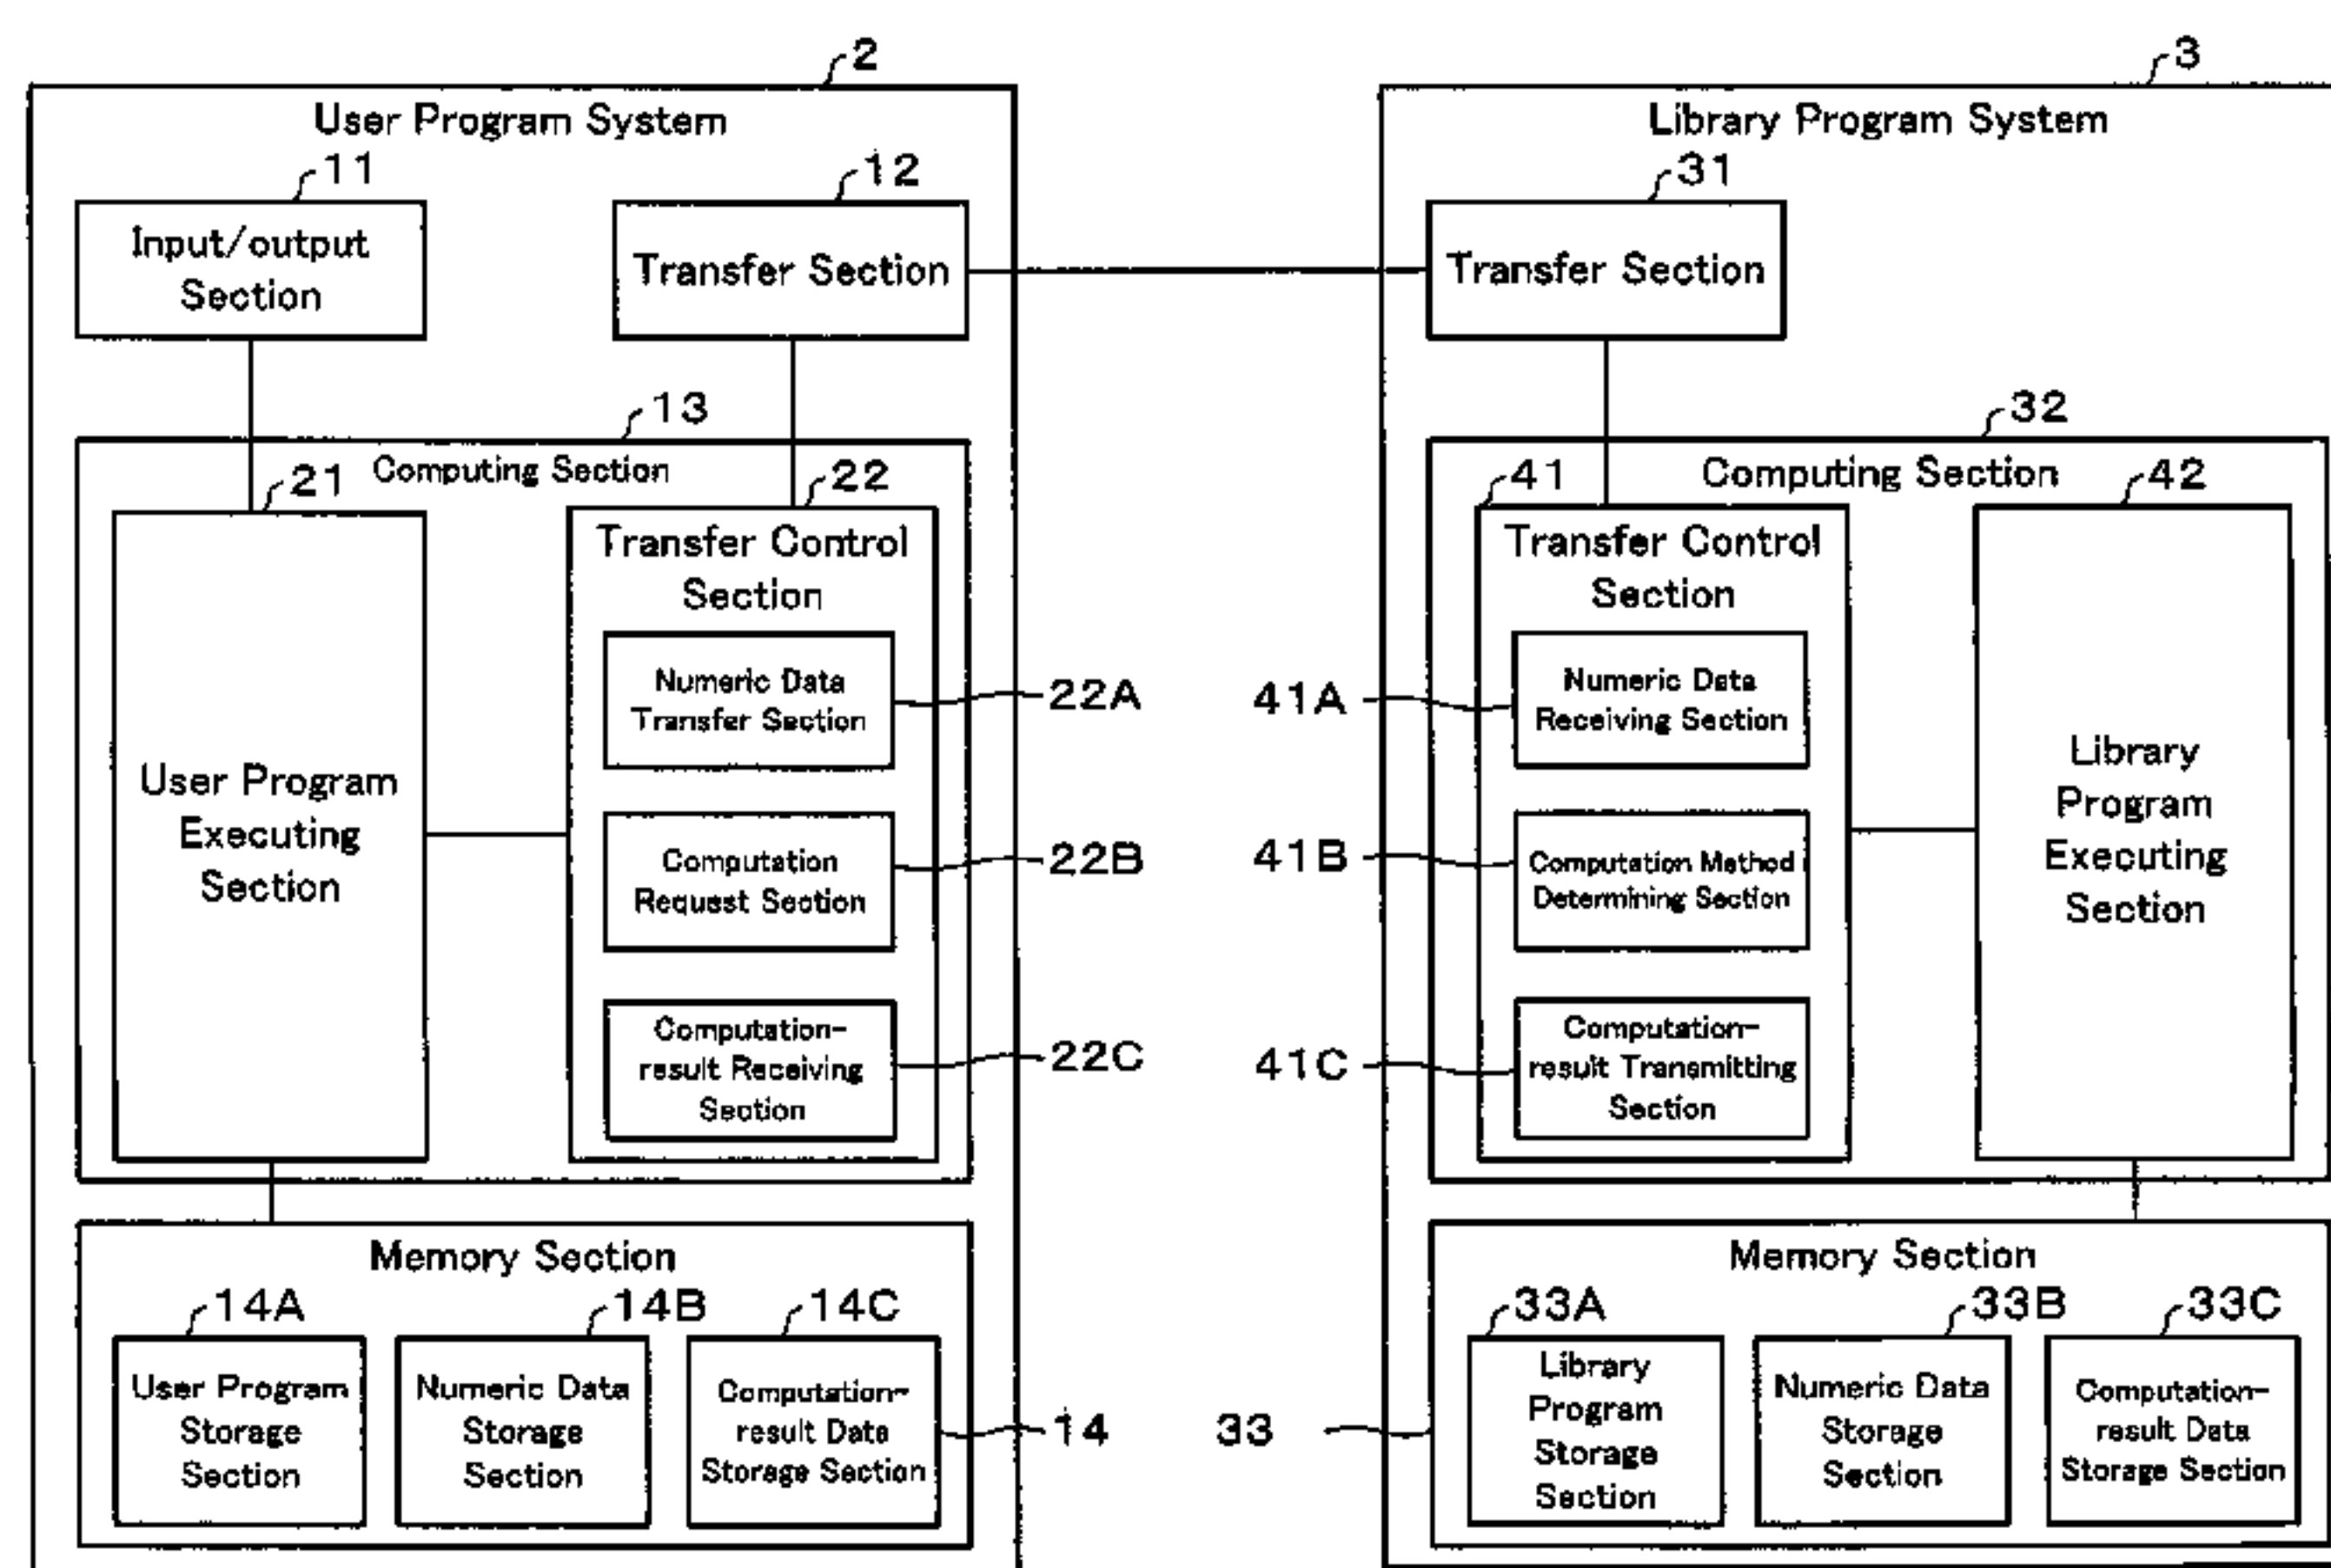 2
User Program System
11
Input/output
Section
12
Transfer Section
13
Computing Section
21
User Program
Executing
Section
22
Transfer Control
Section
Numeric Data
Transfer Section
22A
Computation
Request Section
22B
Computation-
result Receiving
Section
22C
Memory Section
14A
User Program
Storage
Section
14B
Numeric Data
Storage
Section
14C
Computation-
result Data
Storage Section
14
3
Library Program System
31
Transfer Section
32
Computing Section
41
Transfer Control
Section
41A
Numeric Data
Receiving Section
41B
Computation Method
Determining Section
41C
Computation-
result Transmitting
Section
42
Library
Program
Executing
Section
33
Memory Section
33A
Library
Program
Storage
Section
33B
Numeric Data
Storage
Section
33C
Computation-
result Data
Storage Section